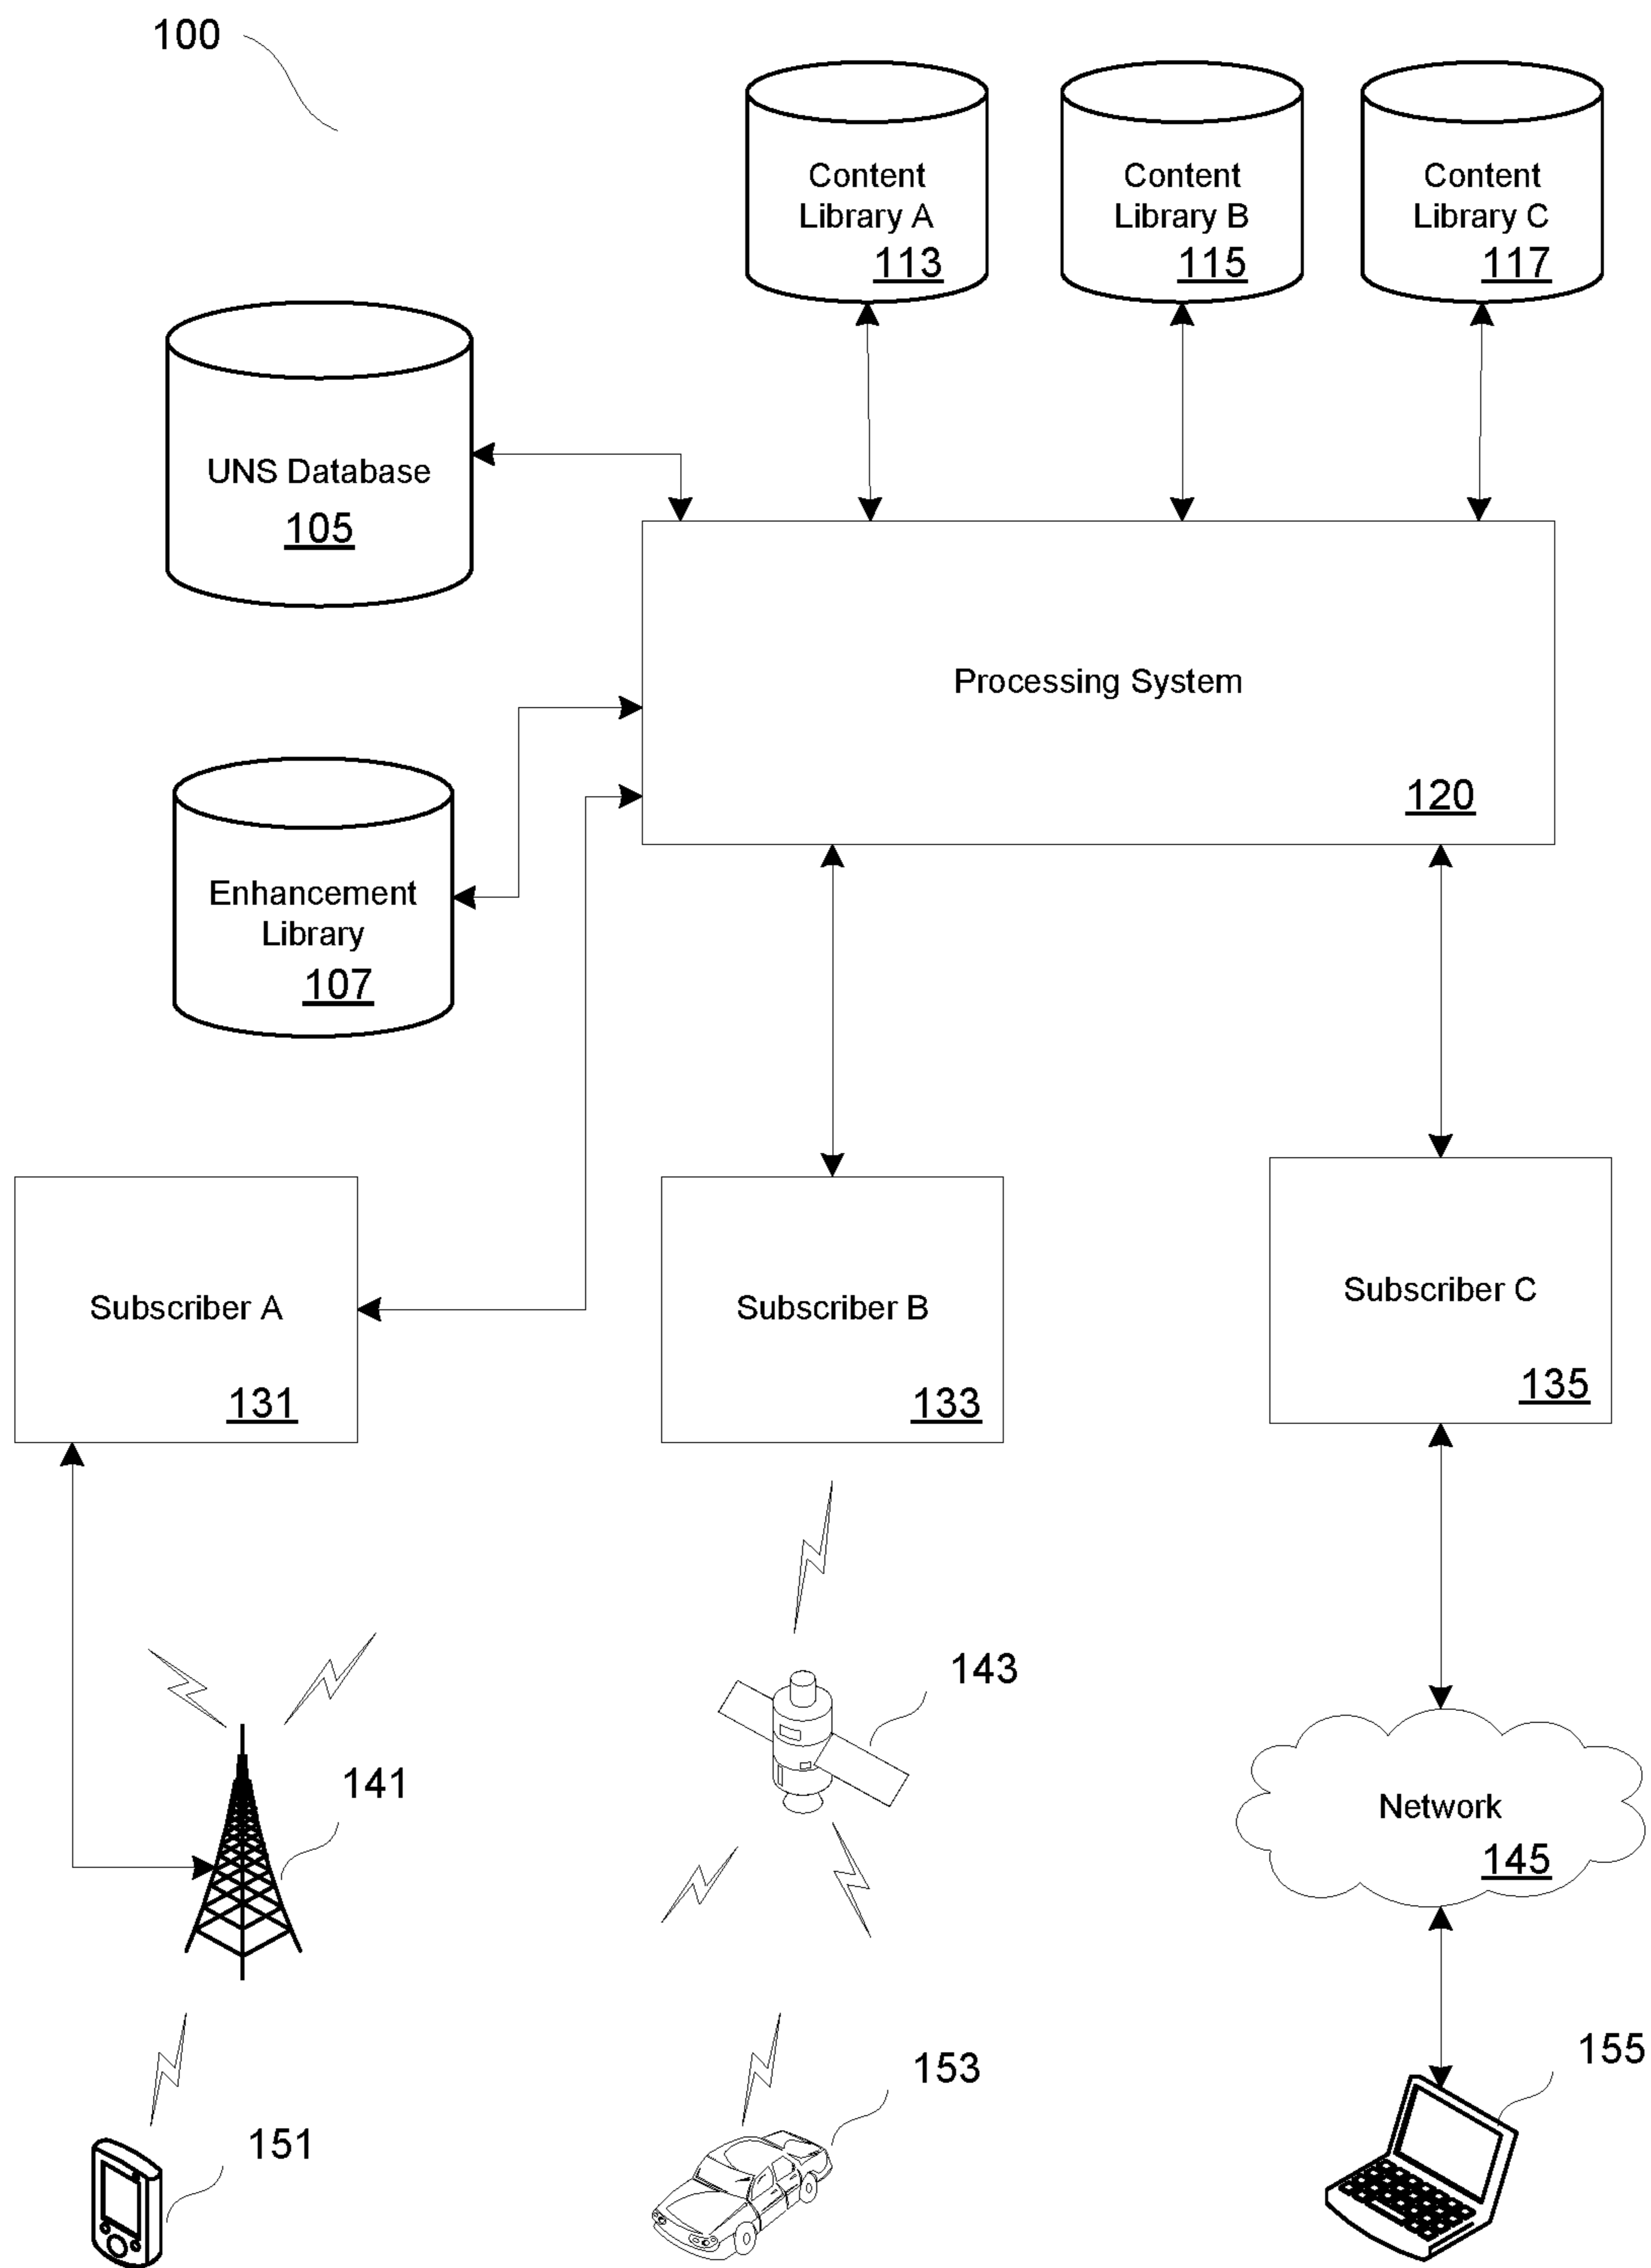 100
Content
Library A
113
Content
Library B
115
Content
Library C
117
UNS Database
105
Processing System
120
Enhancement
Library
107
Subscriber A
131
Subscriber B
133
Subscriber C
135
143
141
Network
145
155
153
151